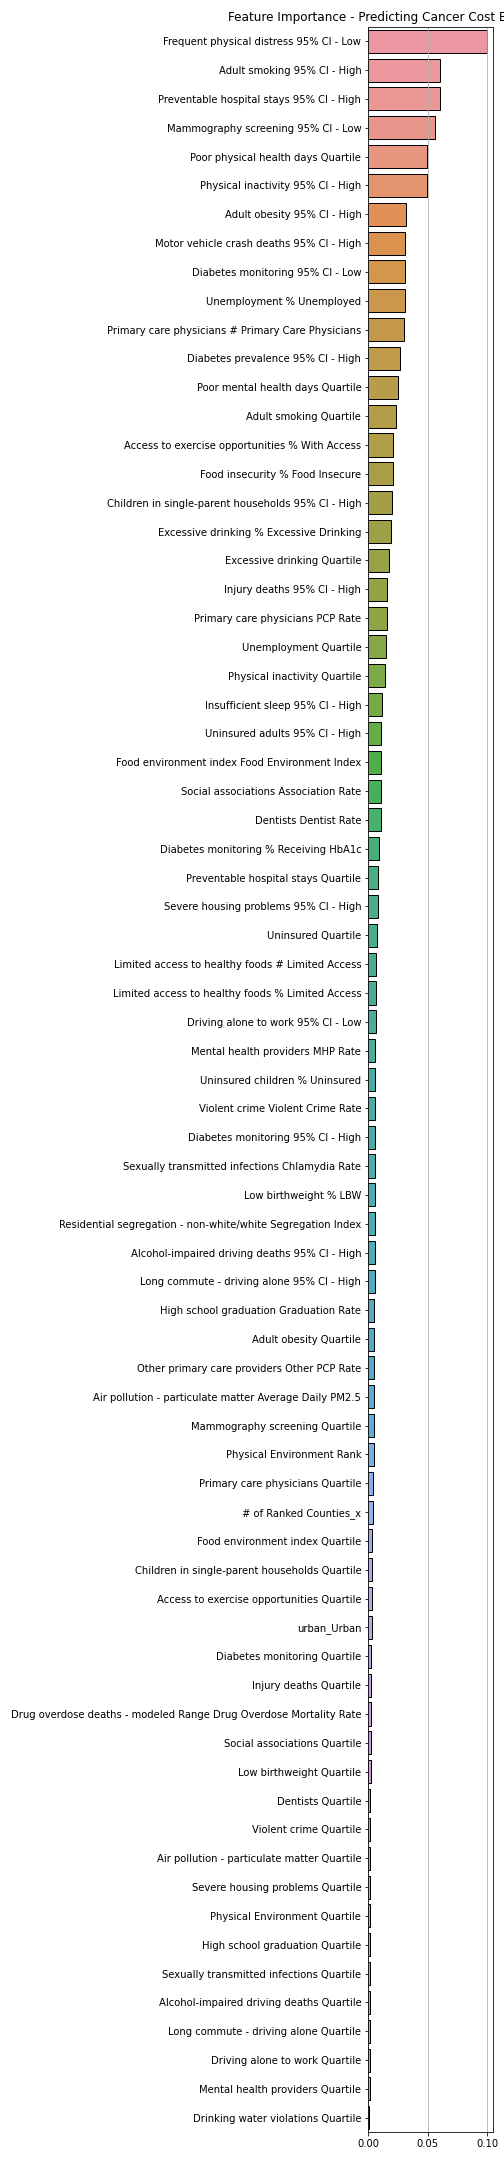 Feature Importance - Predicting Cancer Cost
Frequent physical distress 95% CI - Low
Adult smoking 95% CI - High
Preventable hospital stays 95% CI - High
Mammography screening 95% CI - Low
Poor physical health days Quartile
Physical inactivity 95% CI - High
Adult obesity 95% CI - High
Motor vehicle crash deaths 95% CI - High
Diabetes monitoring 95% CI - Low
Unemployment % Unemployed
Primary care physicians # Primary Care Physicians
Diabetes prevalence 95% CI - High
Poor mental health days Quartile
Adult smoking Quartile
Access to exercise opportunities % With Access
Food insecurity % Food Insecure
Children in single-parent households 95% CI - High
Excessive drinking % Excessive Drinking
Excessive drinking Quartile
Injury deaths 95% CI - High
Primary care physicians PCP Rate
Unemployment Quartile
Physical inactivity Quartile
Insufficient sleep 95% CI - High
Uninsured adults 95% CI - High
Food environment index Food Environment Index
Social associations Association Rate
Dentists Dentist Rate
Diabetes monitoring % Receiving HbA1c
Preventable hospital stays Quartile
Severe housing problems 95% CI - High
Uninsured Quartile
Limited access to healthy foods # Limited Access
Limited access to healthy foods % Limited Access
Driving alone to work 95% CI - Low
Mental health providers MHP Rate
Uninsured children % Uninsured
Violent crime Violent Crime Rate
Diabetes monitoring 95% CI - High
Sexually transmitted infections Chlamydia Rate
Low birthweight % LBW
Residential segregation - non-white/white Segregation Index
Alcohol-impaired driving deaths 95% CI - High
Long commute - driving alone 95% CI - High
High school graduation Graduation Rate
Adult obesity Quartile
Other primary care providers Other PCP Rate
Air pollution - particulate matter Average Daily PM2.5
Mammography screening Quartile
Physical Environment Rank
Primary care physicians Quartile
# of Ranked Counties_x
Food environment index Quartile
Children in single-parent households Quartile
Access to exercise opportunities Quartile
urban_Urban
Diabetes monitoring Quartile
Injury deaths Quartile
Drug overdose deaths - modeled Range Drug Overdose Mortality Rate
Social associations Quartile
Low birthweight Quartile
Dentists Quartile
Violent crime Quartile
Air pollution - particulate matter Quartile
Severe housing problems Quartile
Physical Environment Quartile
High school graduation Quartile
Sexually transmitted infections Quartile
Alcohol-impaired driving deaths Quartile
Long commute - driving alone Quartile
Driving alone to work Quartile
Mental health providers Quartile
Drinking water violations Quartile
0.00 0.05 0.10